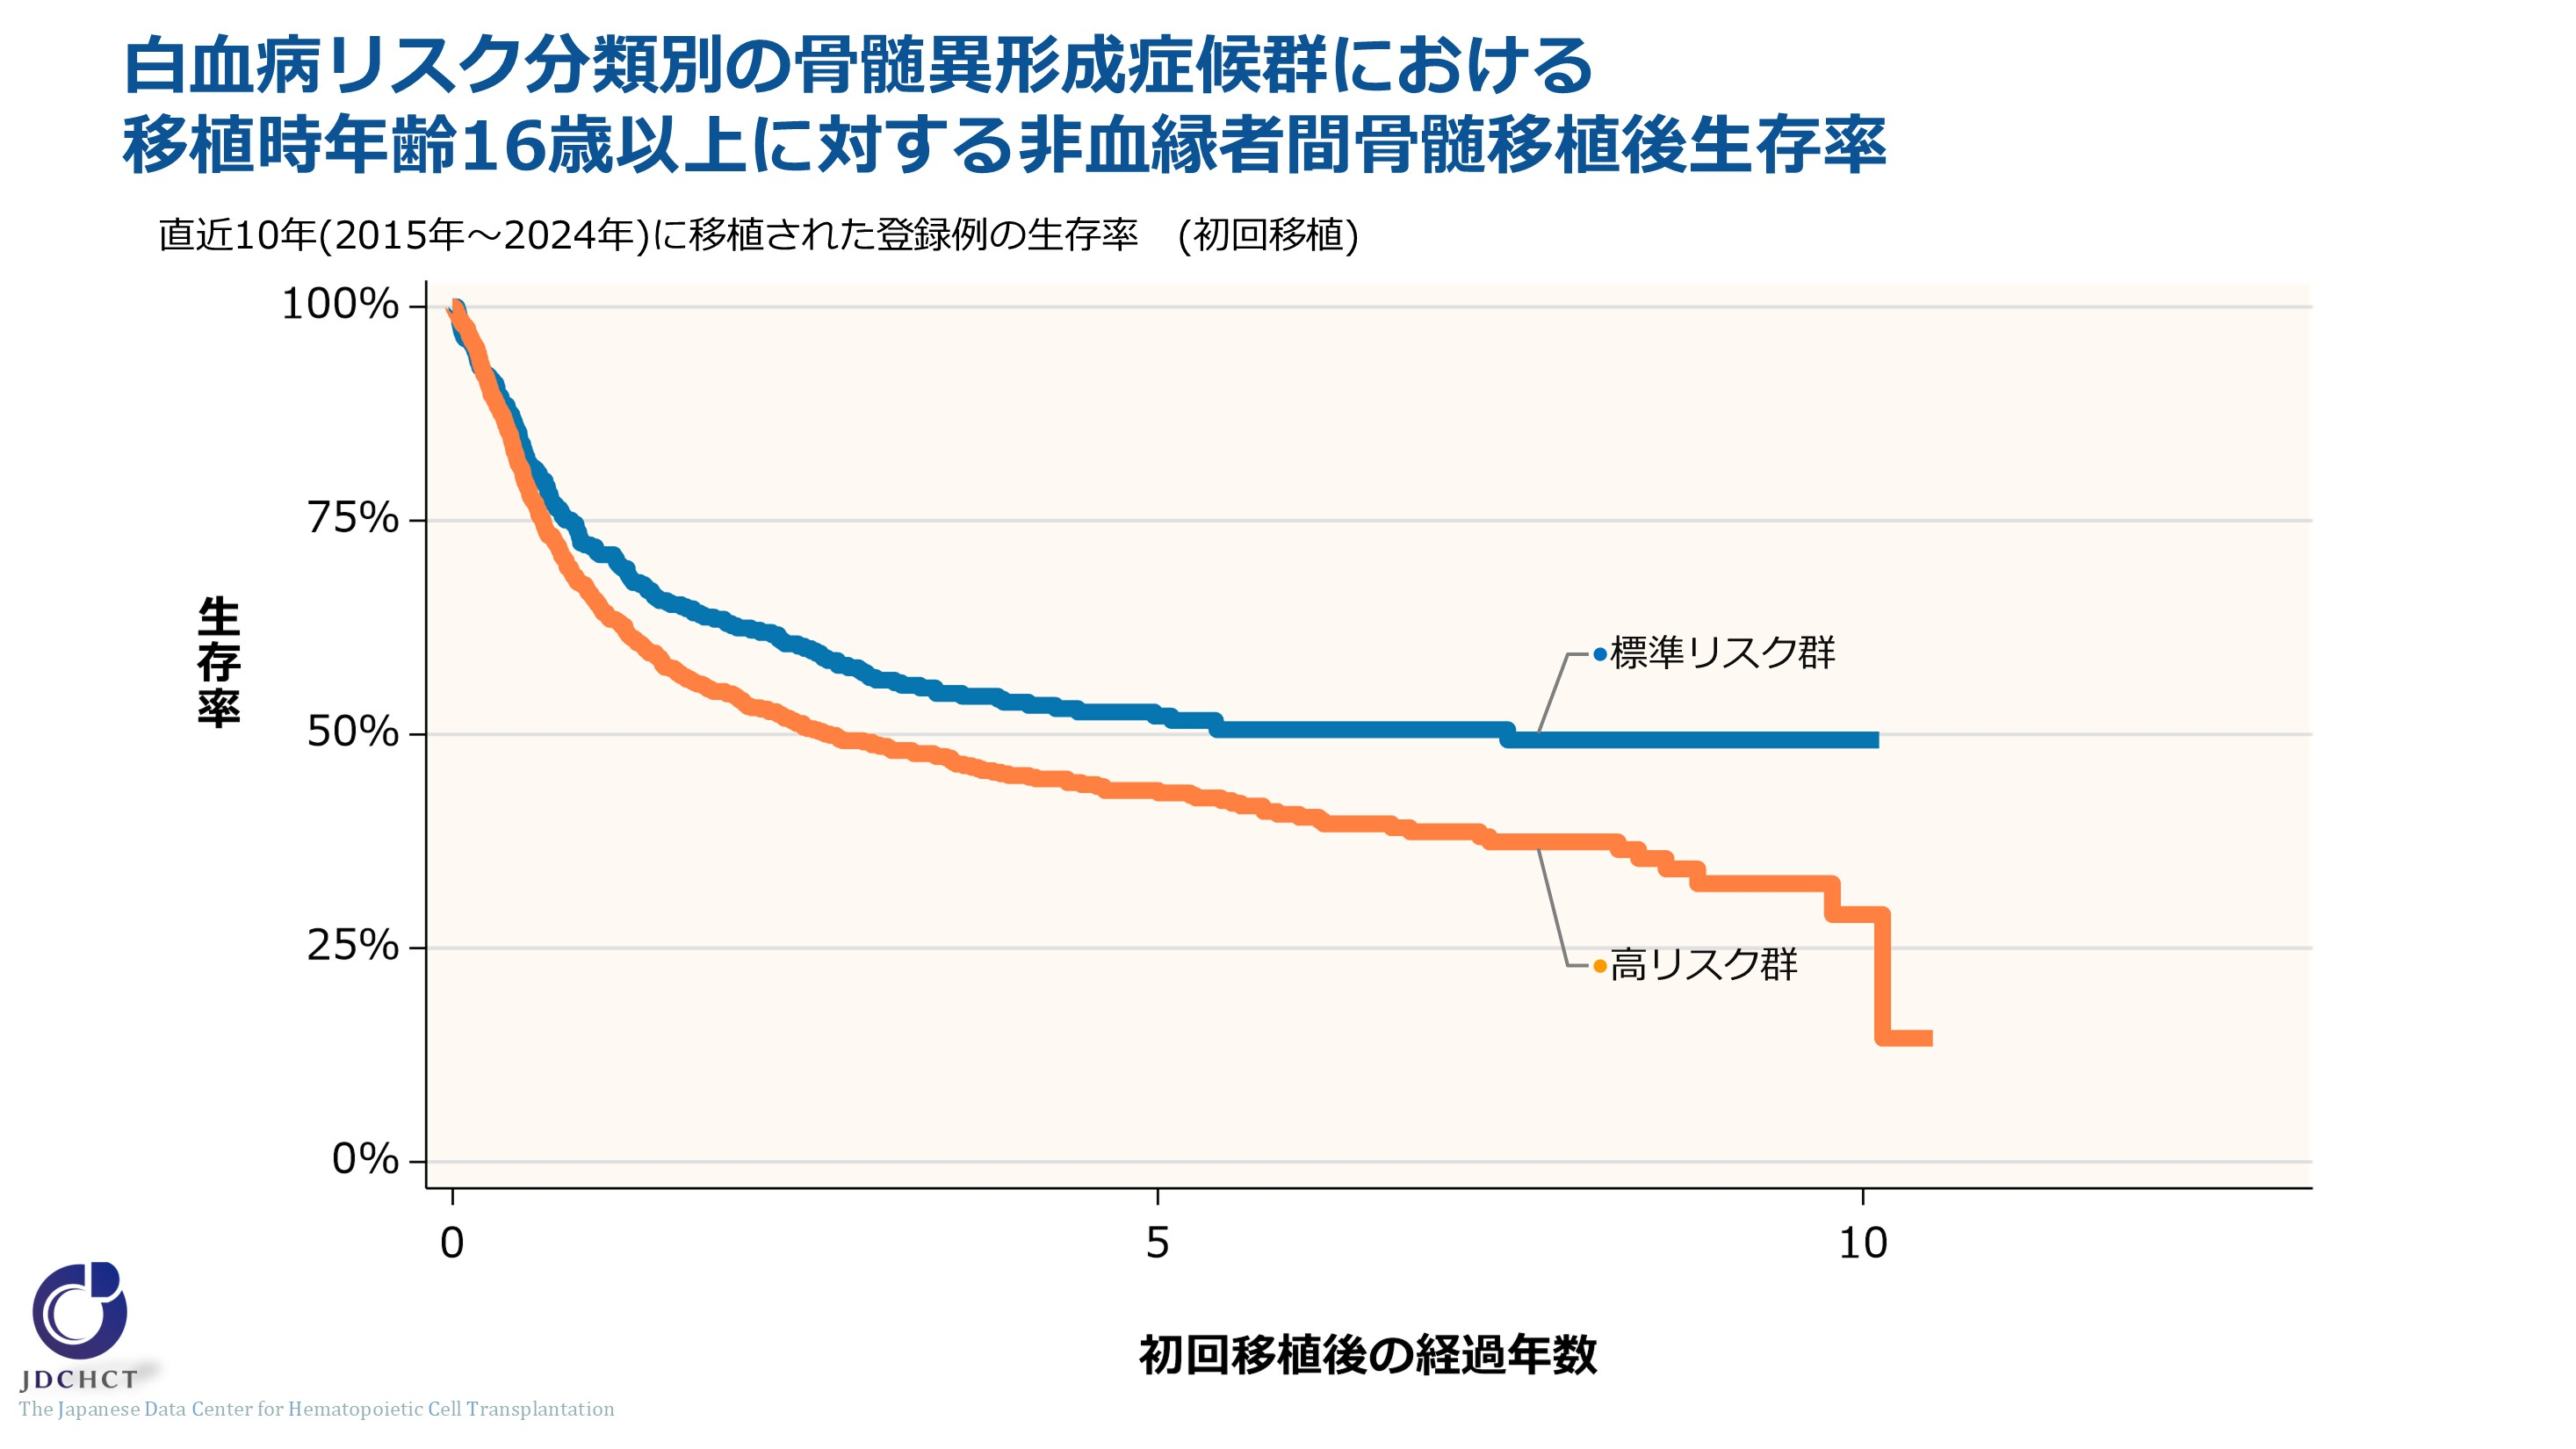 白血病リスク分類別の骨髄異形成症候群における
移植時年齢16歳以上に対する非血縁者間骨髄移植後生存率
直近10年(2015年～2024年)に移植された登録例の生存率　(初回移植)
100%
75%
50%
25%
0%
生存率
標準リスク群
高リスク群
0
5
10
初回移植後の経過年数
JDCHCT
The Japanese Data Center for Hematopoietic Cell Transplantation